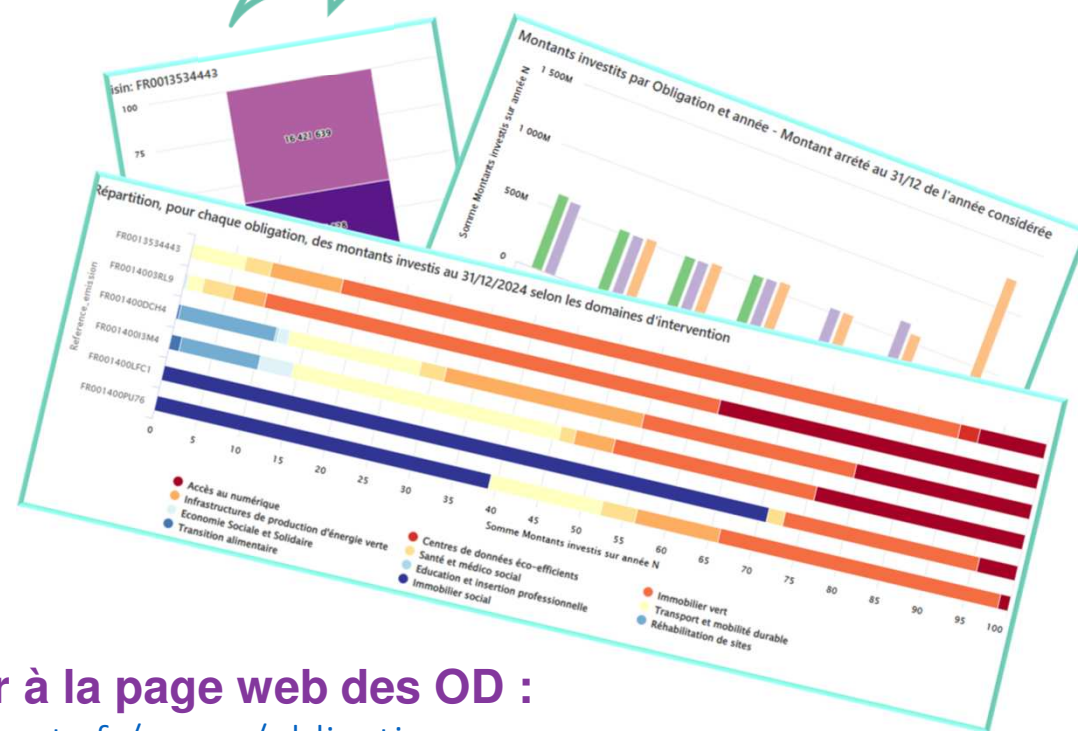 isin: FR0013534443
100
75
16 421 639
Montants investis par Obligation et année - Montant arrété au 31/12 de l'année considérée
Somme Montants investis sur année N
1 500M
1 000M
500M
0
Répartition, pour chaque obligation, des montants investis au 31/12/2024 selon les domaines d'intervention
Reference_emission
FR0013534443
FR0014003RL9
FR001400DCH4
FR001400I3M4
FR001400LFC1
FR001400PU76
0 5 10 15 20 25 30 35 40 45 50 55 60 65 70 75 80 85 90 95 100
Somme Montants investis sur année N
Accès au numérique
Infrastructures de production d'énergie verte
Economie Sociale et Solidaire
Transition alimentaire
Centres de données éco-efficients
Santé et médico social
Education et insertion professionnelle
Immobilier social
Immobilier vert
Transport et mobilité durable
Réhabilitation de sites
r à la page web des OD :